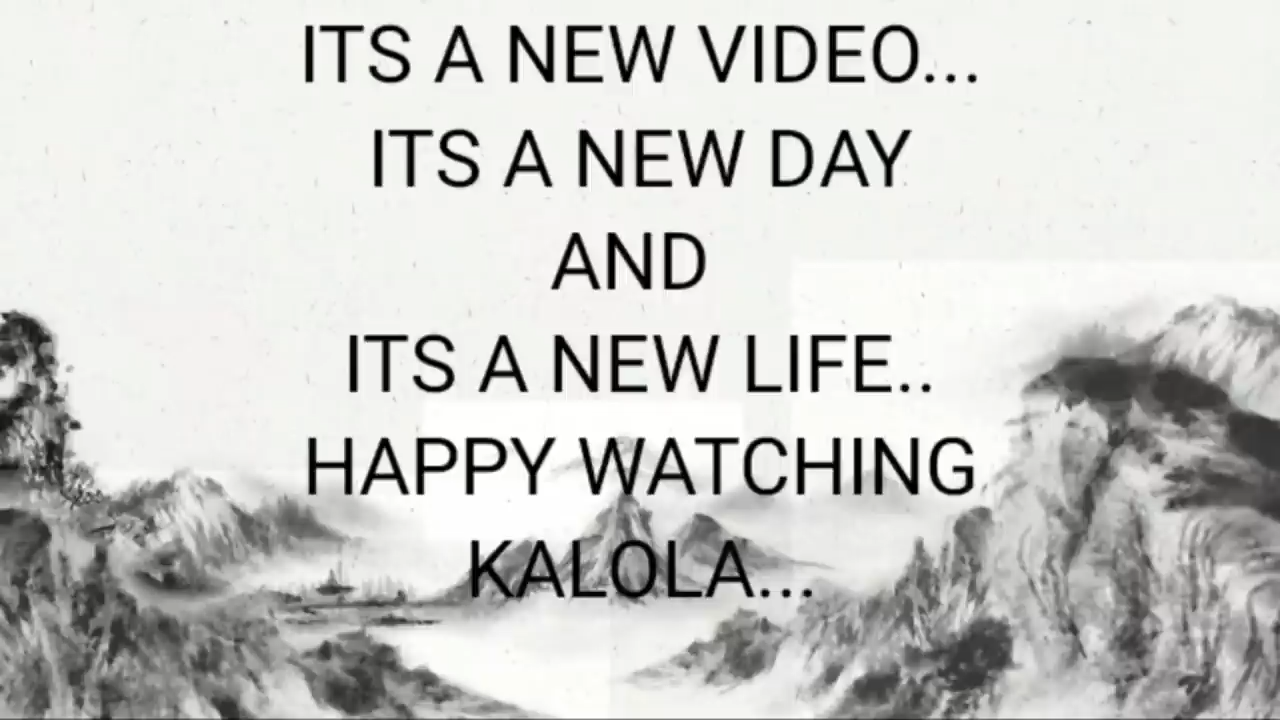 ITS A NEW VIDEO...
ITS A NEW DAY
AND
ITS A NEW LIFE..
HAPPY WATCHING
KALOLA...